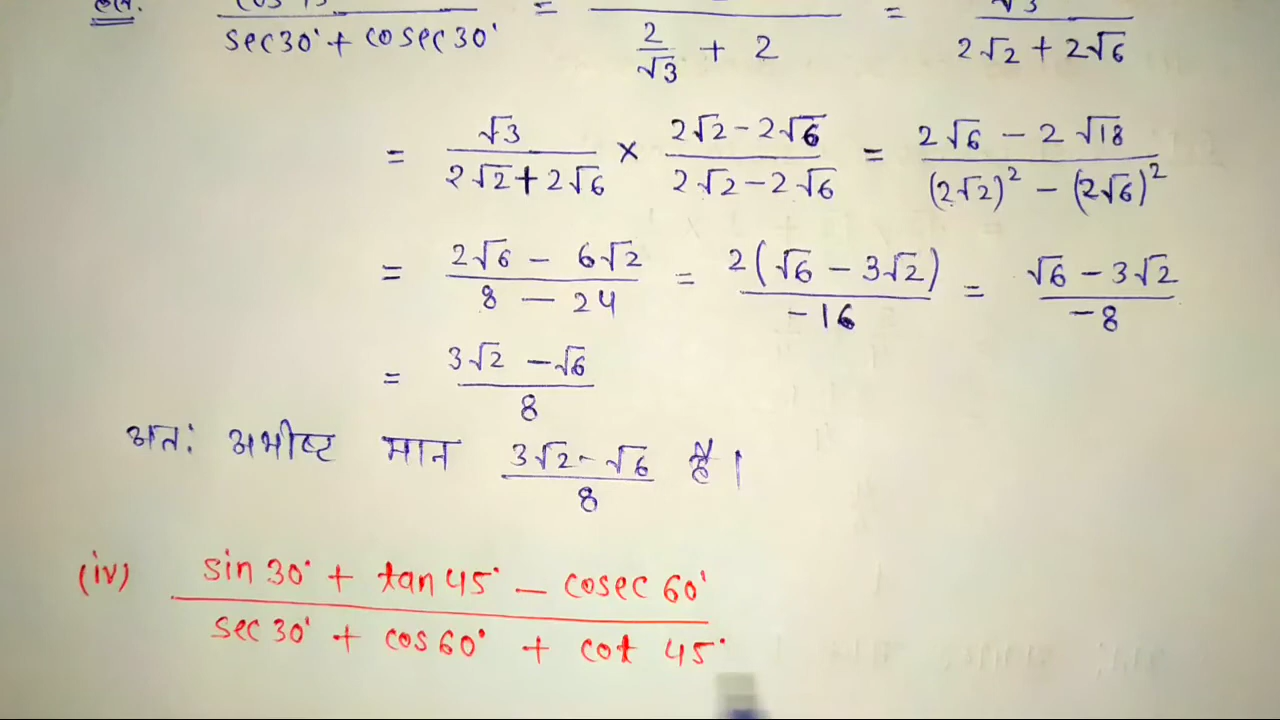 हल:
sec30° + cosec30° = 2/√3 + 2 = √3/(2√2 + 2√6)
= √3/(2√2 + 2√6) × (2√2 - 2√6)/(2√2 - 2√6) = (2√6 - 2√18)/((2√2)² - (2√6)²)
= (2√6 - 6√2)/(8 - 24) = 2(√6 - 3√2)/-16 = (√6 - 3√2)/-8
= (3√2 - √6)/8
अतः अभीष्ट मान (3√2 - √6)/8 है।
(iv) (sin 30° + tan 45° - cosec 60°)/(sec 30° + cos 60° + cot 45°)